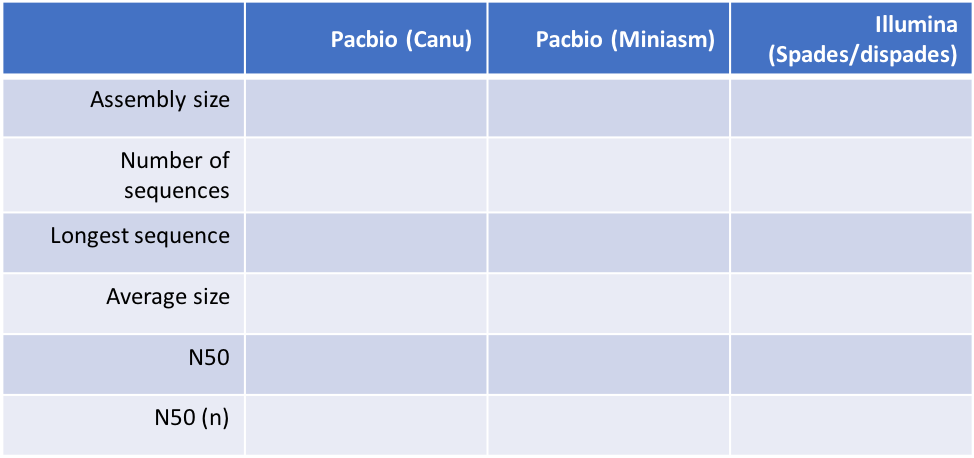 Pacbio (Canu)
Pacbio (Miniasm)
Illumina
(Spades/dispades)
Assembly size
Number of
sequences
Longest sequence
Average size
N50
N50 (n)